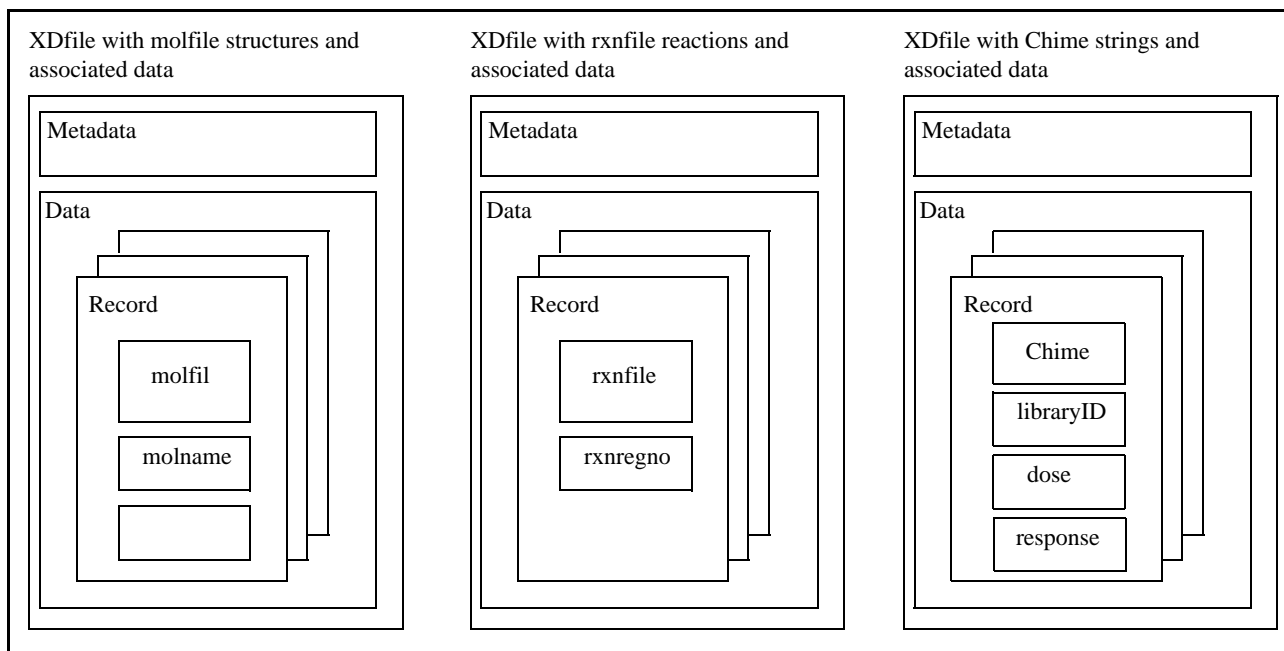 XDfile with molfile structures and
associated data
Metadata
Data
Record
molfil
molname
XDfile with rxnfile reactions and
associated data
Metadata
Data
Record
rxnfile
rxnregno
XDfile with Chime strings and
associated data
Metadata
Data
Record
Chime
libraryID
dose
response